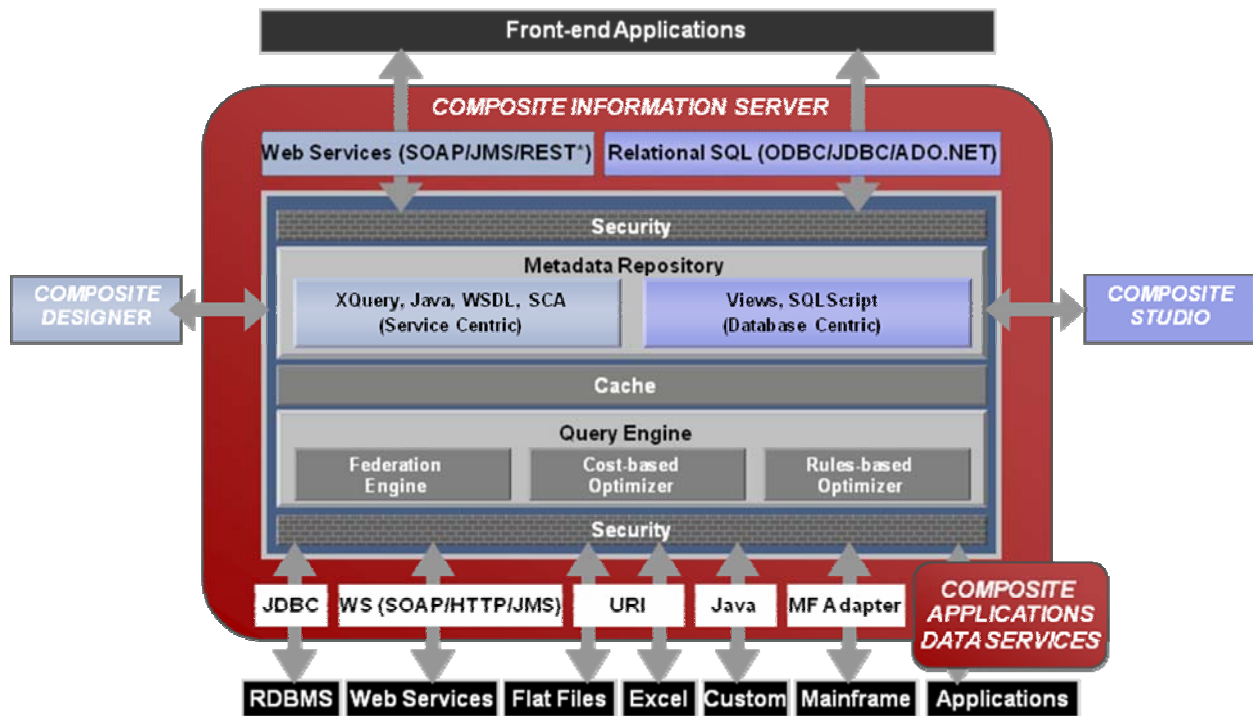 Front-end Applications
COMPOSITE INFORMATION SERVER
Web Services (SOAP/JMS/REST*)
Relational SQL (ODBC/JDBC/ADO.NET)
Security
Metadata Repository
XQuery, Java, WSDL, SCA
(Service Centric)
Views, SQLScript
(Database Centric)
COMPOSITE
DESIGNER
COMPOSITE
STUDIO
Cache
Query Engine
Federation
Engine
Cost-based
Optimizer
Rules-based
Optimizer
Security
JDBC
WS (SOAP/HTTP/JMS)
URI
Java
MF Adapter
COMPOSITE
APPLICATIONS
DATA SERVICES
RDBMS
Web Services
Flat Files
Excel
Custom
Mainframe
Applications